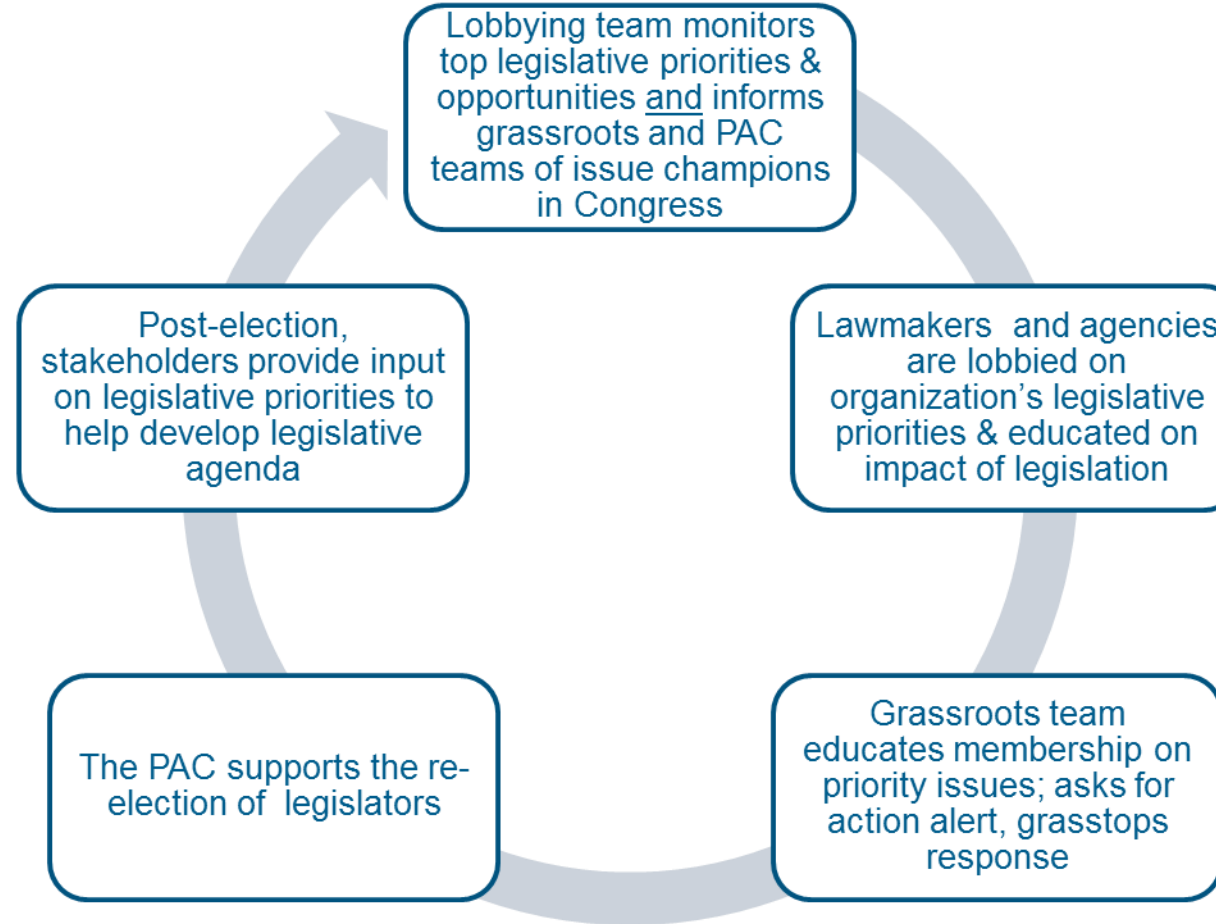 Lobbying team monitors
top legislative priorities &
opportunities and informs
grassroots and PAC
teams of issue champions
in Congress
Lawmakers  and agencies
are lobbied on
organization’s legislative
priorities & educated on
impact of legislation
Grassroots team
educates membership on
priority issues; asks for
action alert, grasstops
response
The PAC supports the re-
election of  legislators
Post-election,
stakeholders provide input
on legislative priorities to
help develop legislative
agenda